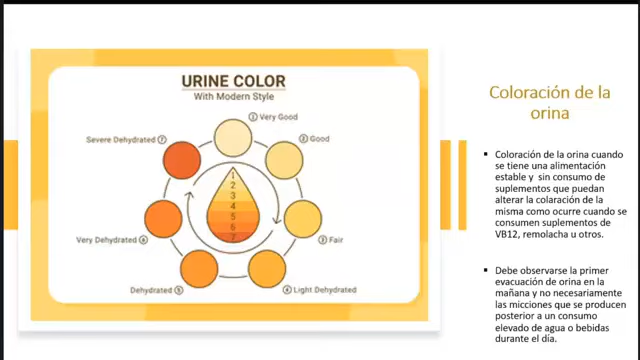 URINE COLOR
With Modern Style
① Very Good
② Good
③ Fair
④ Light Dehydrated
Dehydrated ⑤
Very Dehydrated ⑥
Severe Dehydrated ⑦
1
2
3
4
5
6
7
Coloración de la
orina
▪ Coloración de la orina cuando
se tiene una alimentación
estable y sin consumo de
suplementos que puedan
alterar la colaración de la
misma como ocurre cuando se
consumen suplementos de
VB12, remolacha u otros.
▪ Debe observarse la primer
evacuación de orina en la
mañana y no necesariamente
las micciones que se producen
posterior a un consumo
elevado de agua o bebidas
durante el día.